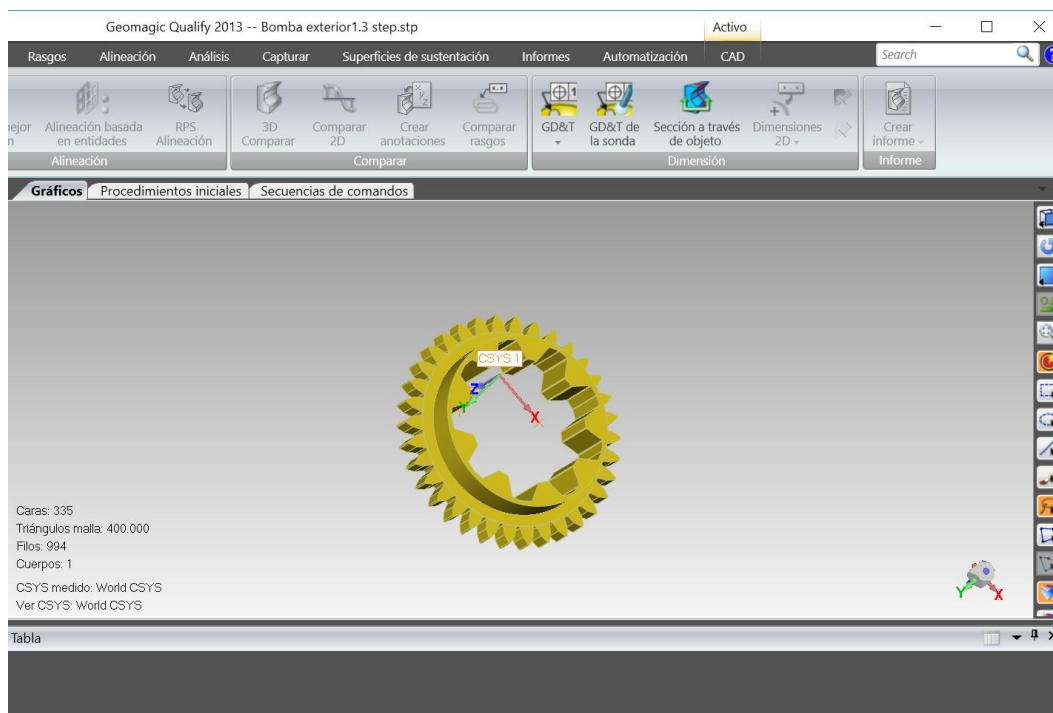 Geomagic Qualify 2013 -- Bomba exterior1.3 step.stp
Activo
Rasgos Alineación Análisis Capturar Superficies de sustentación Informes Automatización CAD Search
Alineación basada en entidades
RPS Alineación
3D Comparar
Comparar 2D
Crear anotaciones
Comparar rasgos
GD&T
GD&T de la sonda
Sección a través de objeto
Dimensiones 2D
Crear informe
Alineación Comparar Dimensión Informe
Gráficos Procedimientos iniciales Secuencias de comandos
CSYS 1
Z
Y
X
Caras: 335
Triángulos malla: 400.000
Filos: 994
Cuerpos: 1
CSYS medido: World CSYS
Ver CSYS: World CSYS
Y X
Tabla